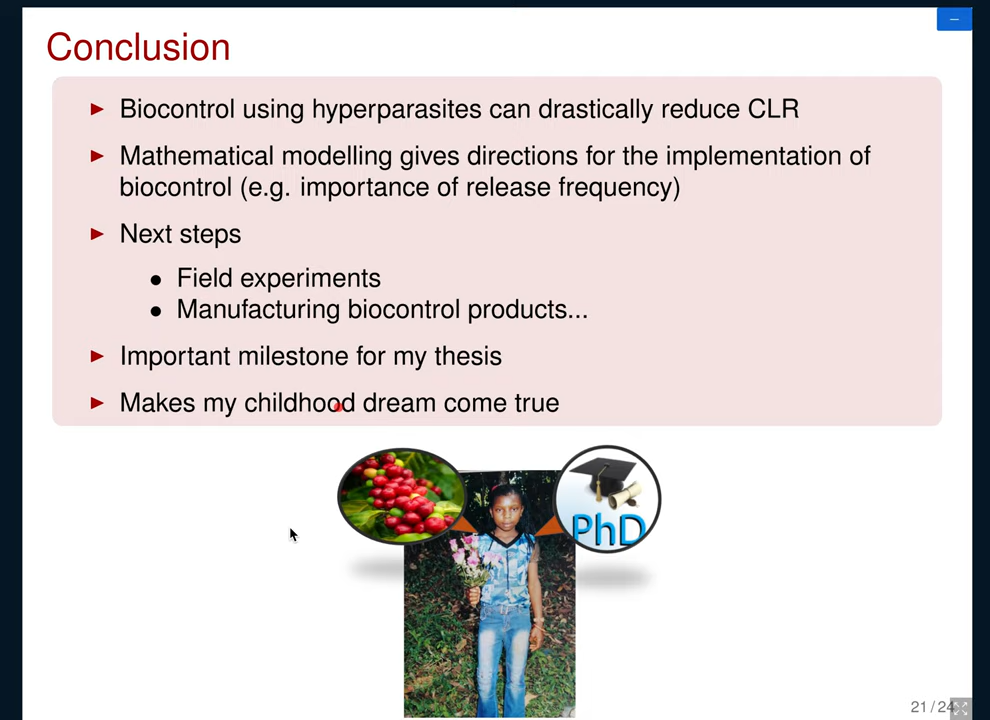 Conclusion
Biocontrol using hyperparasites can drastically reduce CLR
Mathematical modelling gives directions for the implementation of
biocontrol (e.g. importance of release frequency)
Next steps
Field experiments
Manufacturing biocontrol products...
Important milestone for my thesis
Makes my childhood dream come true
PhD
21 / 24